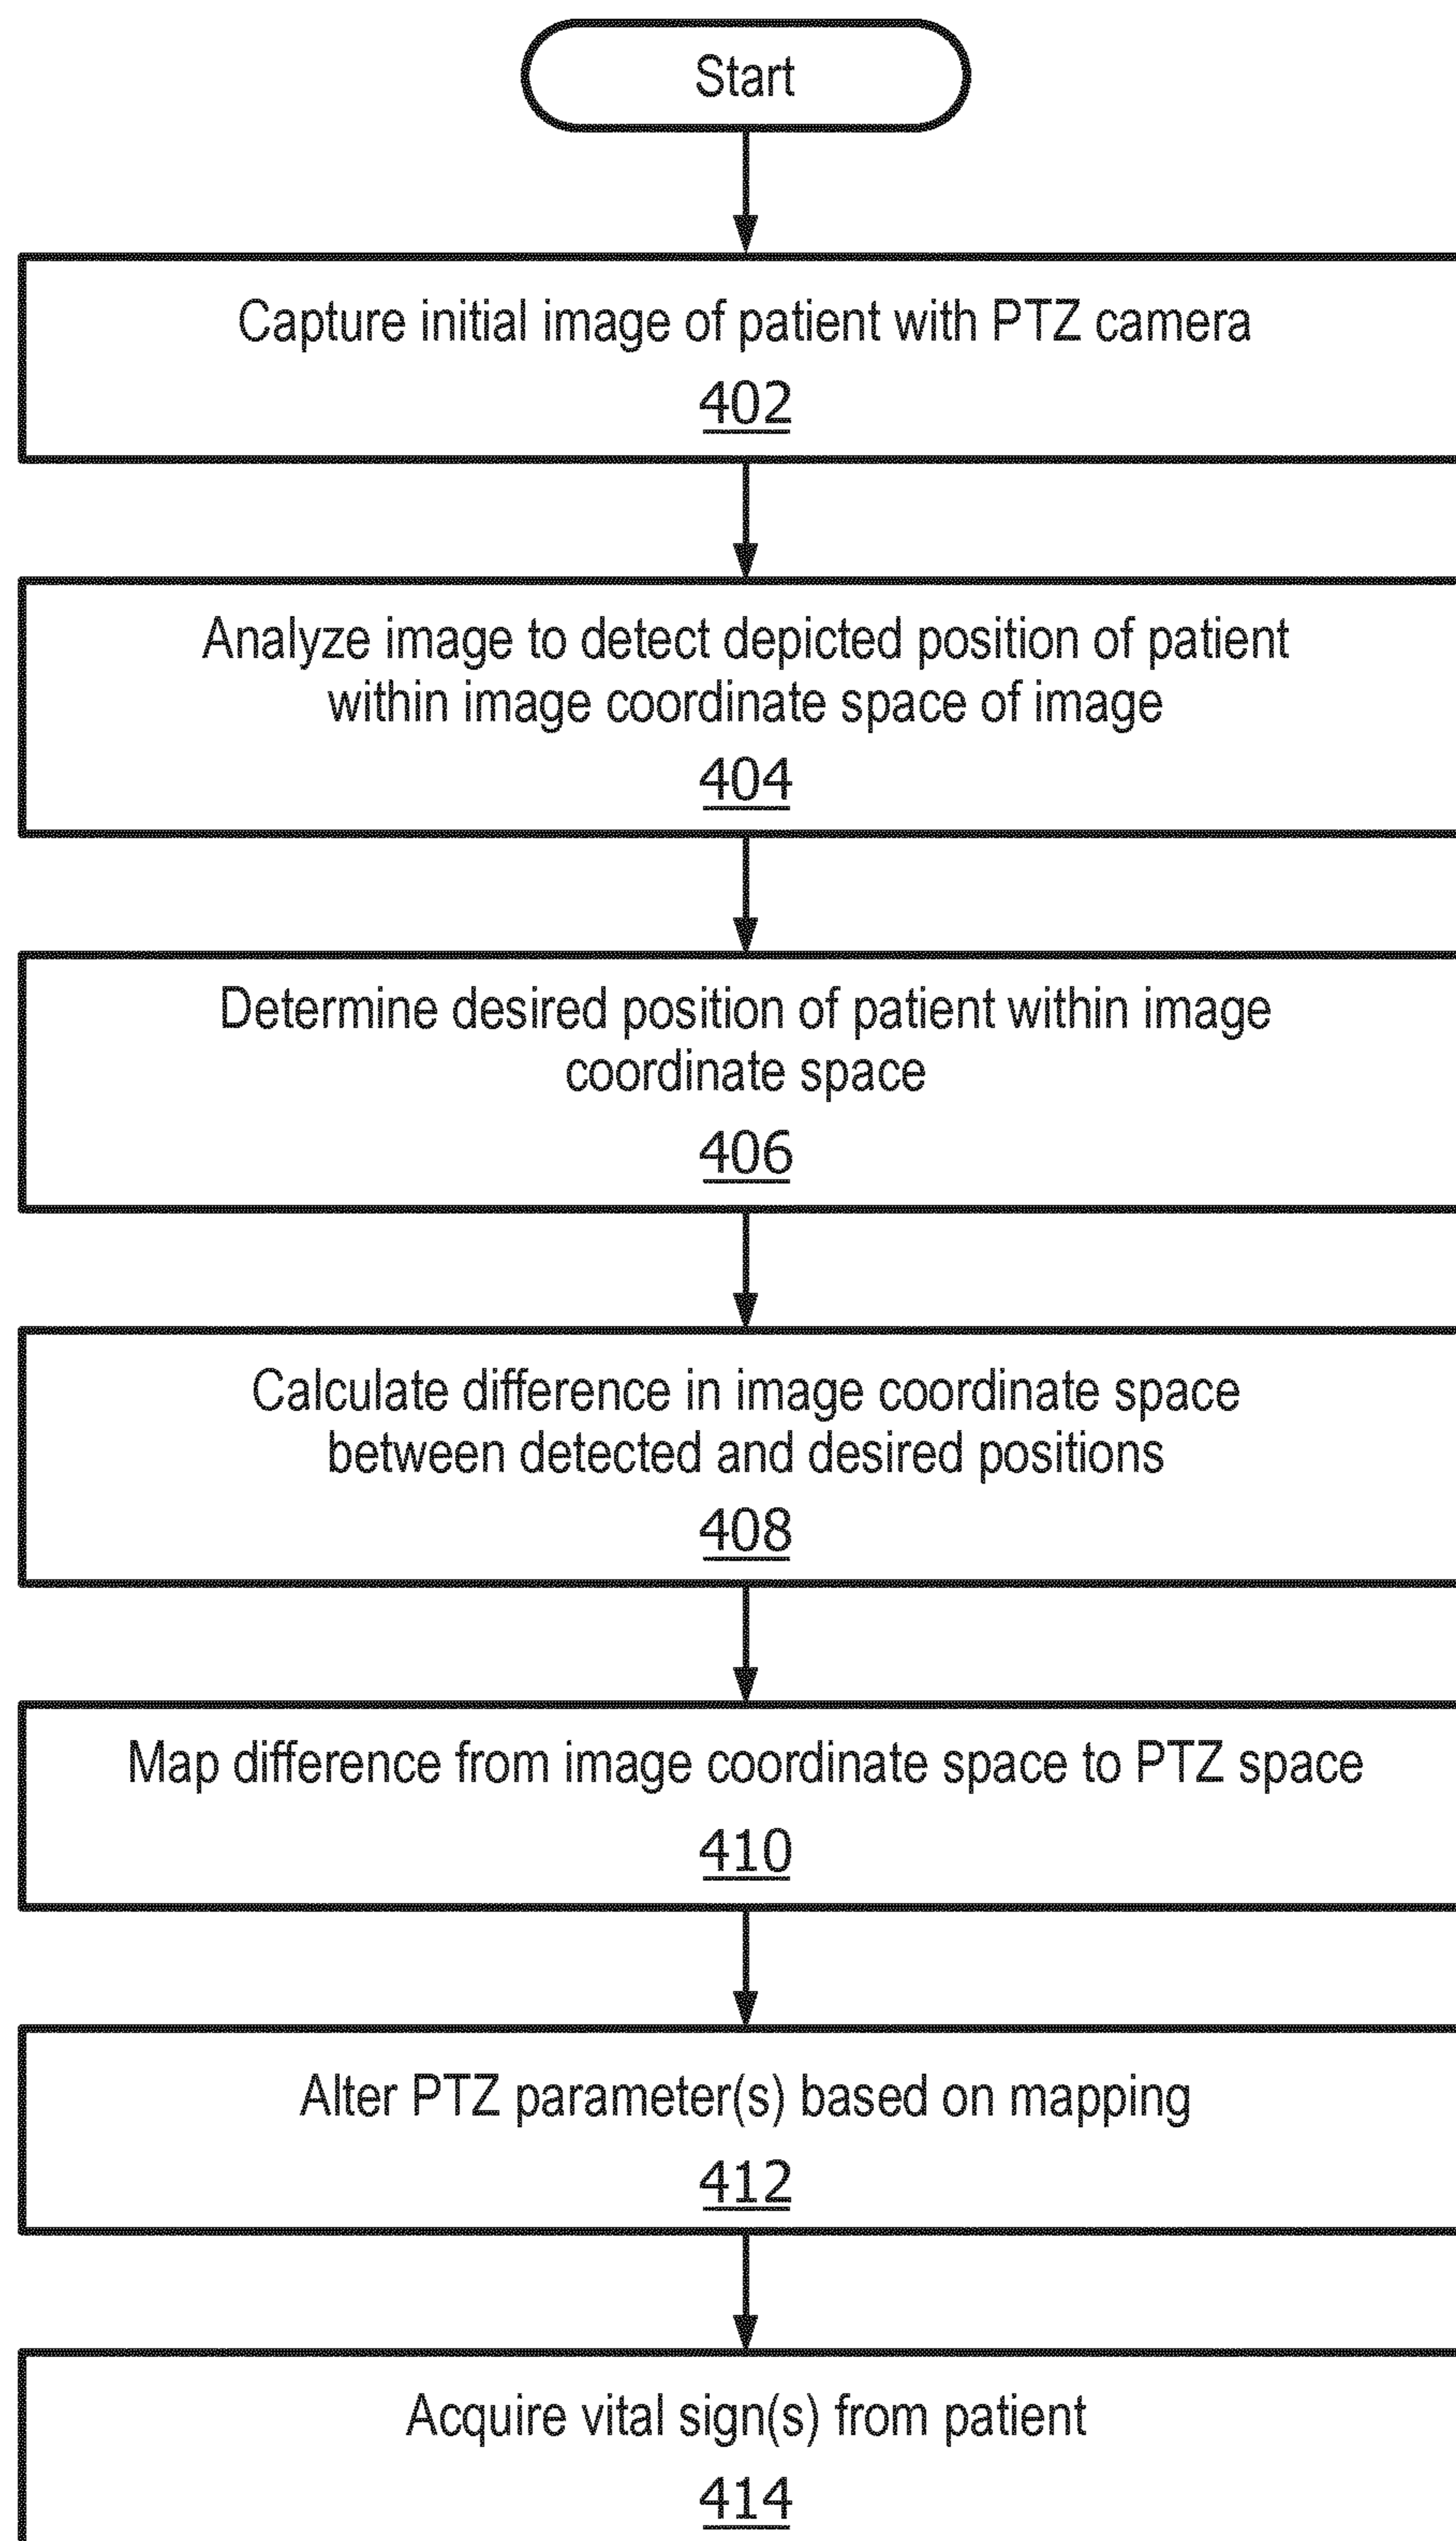 Start
Capture initial image of patient with PTZ camera
402
Analyze image to detect depicted position of patient
within image coordinate space of image
404
Determine desired position of patient within image
coordinate space
406
Calculate difference in image coordinate space
between detected and desired positions
408
Map difference from image coordinate space to PTZ space
410
Alter PTZ parameter(s) based on mapping
412
Acquire vital sign(s) from patient
414